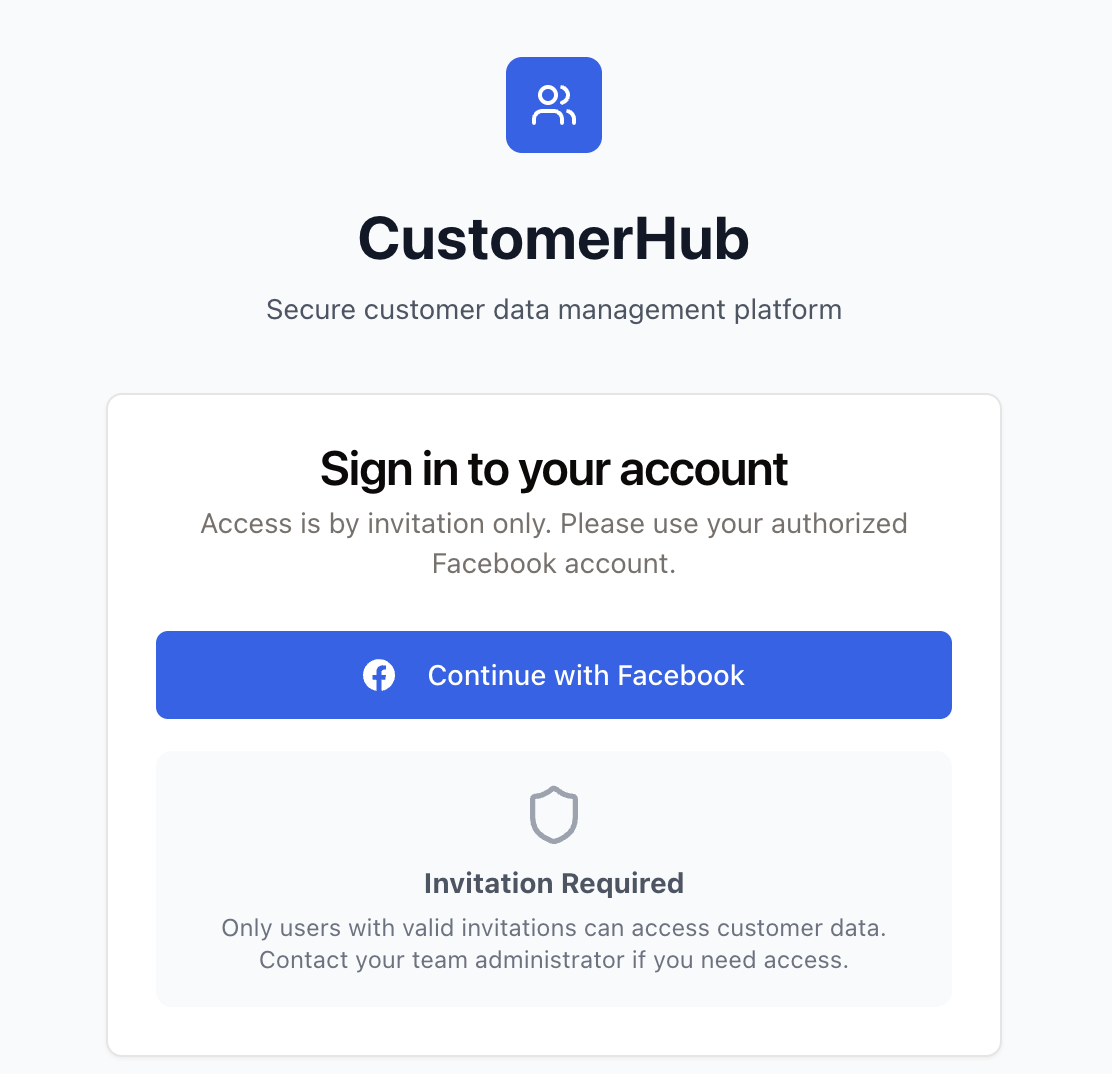 CustomerHub
Secure customer data management platform
Sign in to your account
Access is by invitation only. Please use your authorized
Facebook account.
Continue with Facebook
Invitation Required
Only users with valid invitations can access customer data.
Contact your team administrator if you need access.